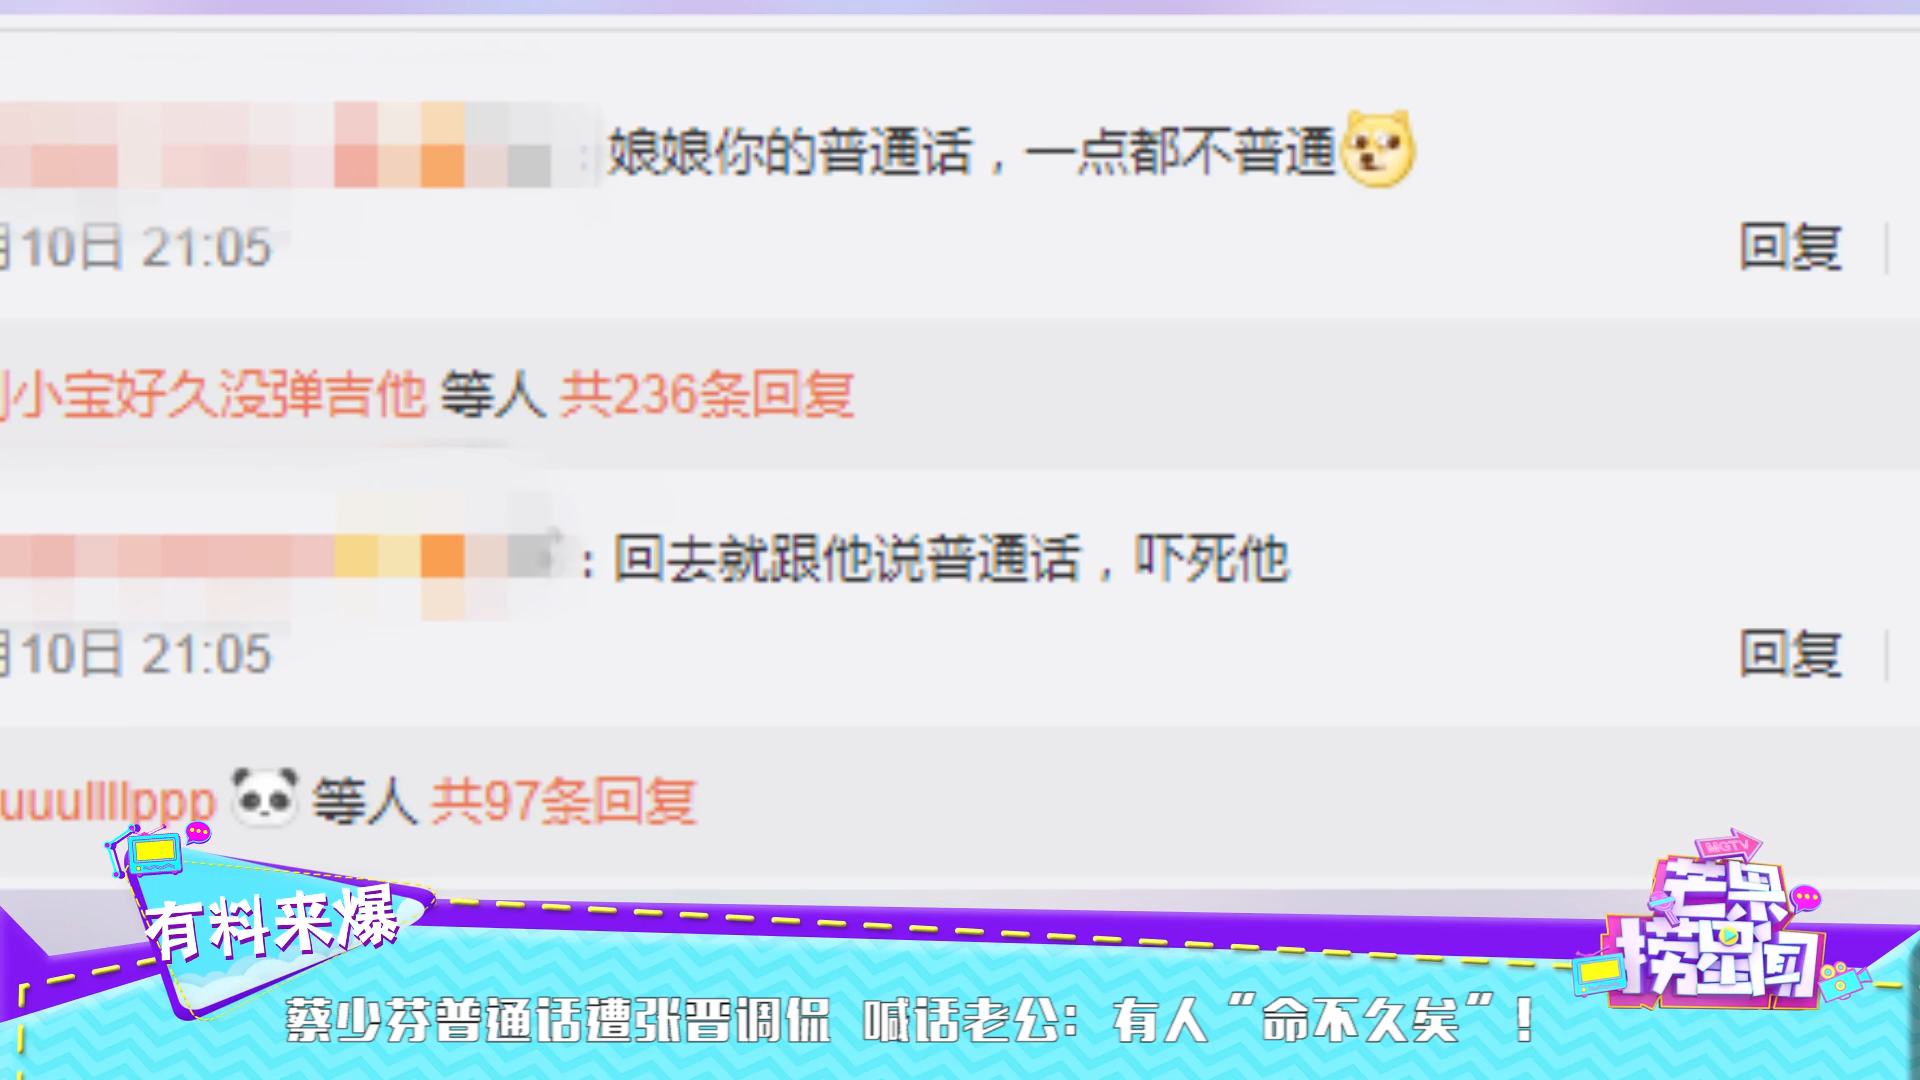 ：娘娘你的普通话，一点都不普通
月10日 21:05
回复
小宝好久没弹吉他 等人 共236条回复
：回去就跟他说普通话，吓死他
月10日 21:05
回复
uuullllppp 等人 共97条回复
MGTV
芒果捞星闻
有料来爆
蔡少芬普通话遭张晋调侃 喊话老公：有人“命不久矣”！